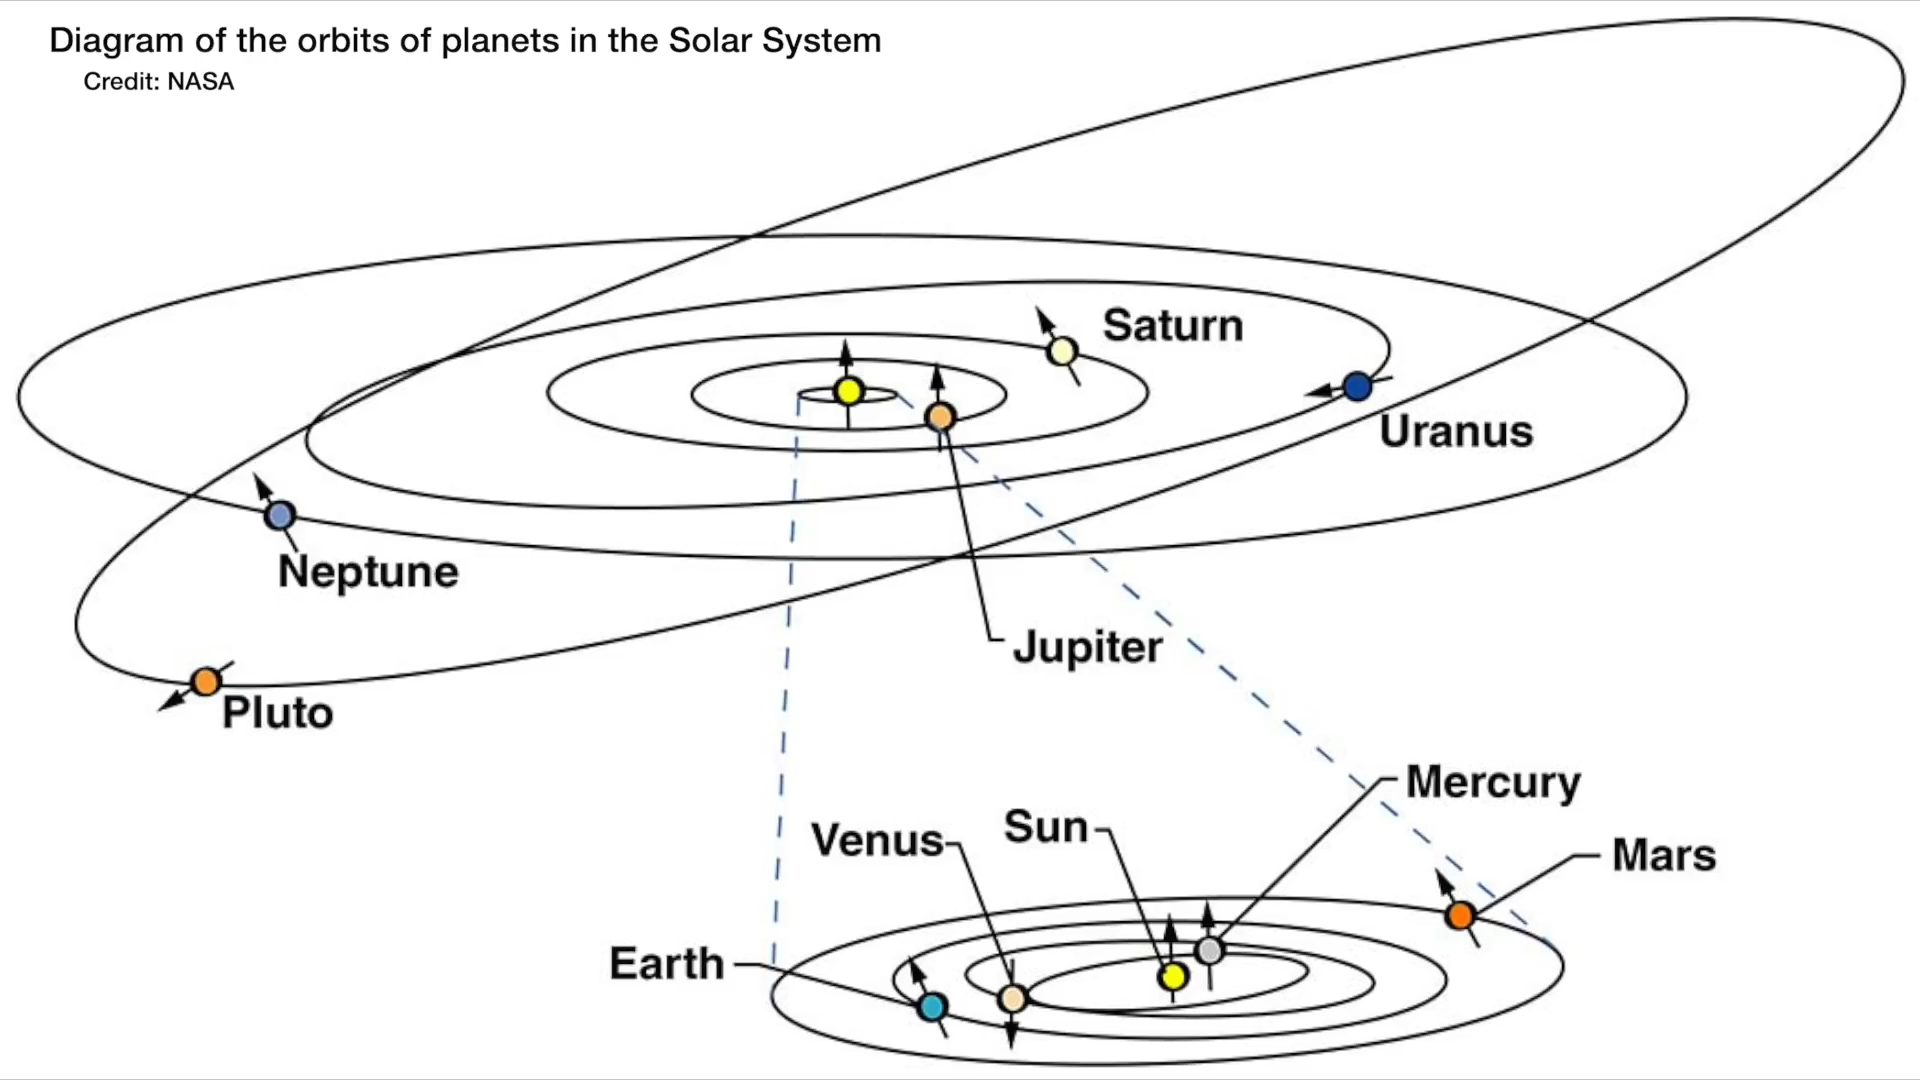 Diagram of the orbits of planets in the Solar System
Credit: NASA
Saturn
Uranus
Neptune
Jupiter
Pluto
Mercury
Sun
Venus
Mars
Earth